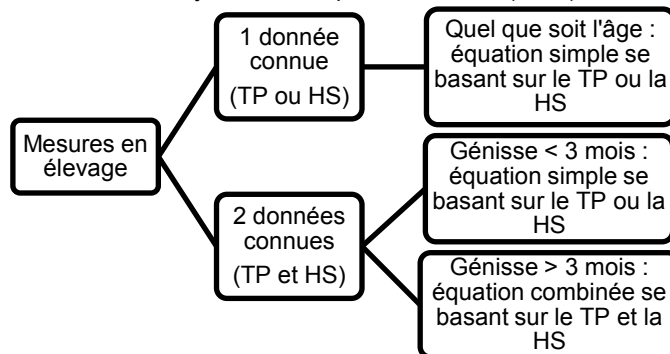 Mesures en
élevage
1 donnée
connue
(TP ou HS)
Quel que soit l'âge :
équation simple se
basant sur le TP ou la
HS
2 données
connues
(TP et HS)
Génisse < 3 mois :
équation simple se
basant sur le TP ou la
HS
Génisse > 3 mois :
équation combinée se
basant sur le TP et la
HS